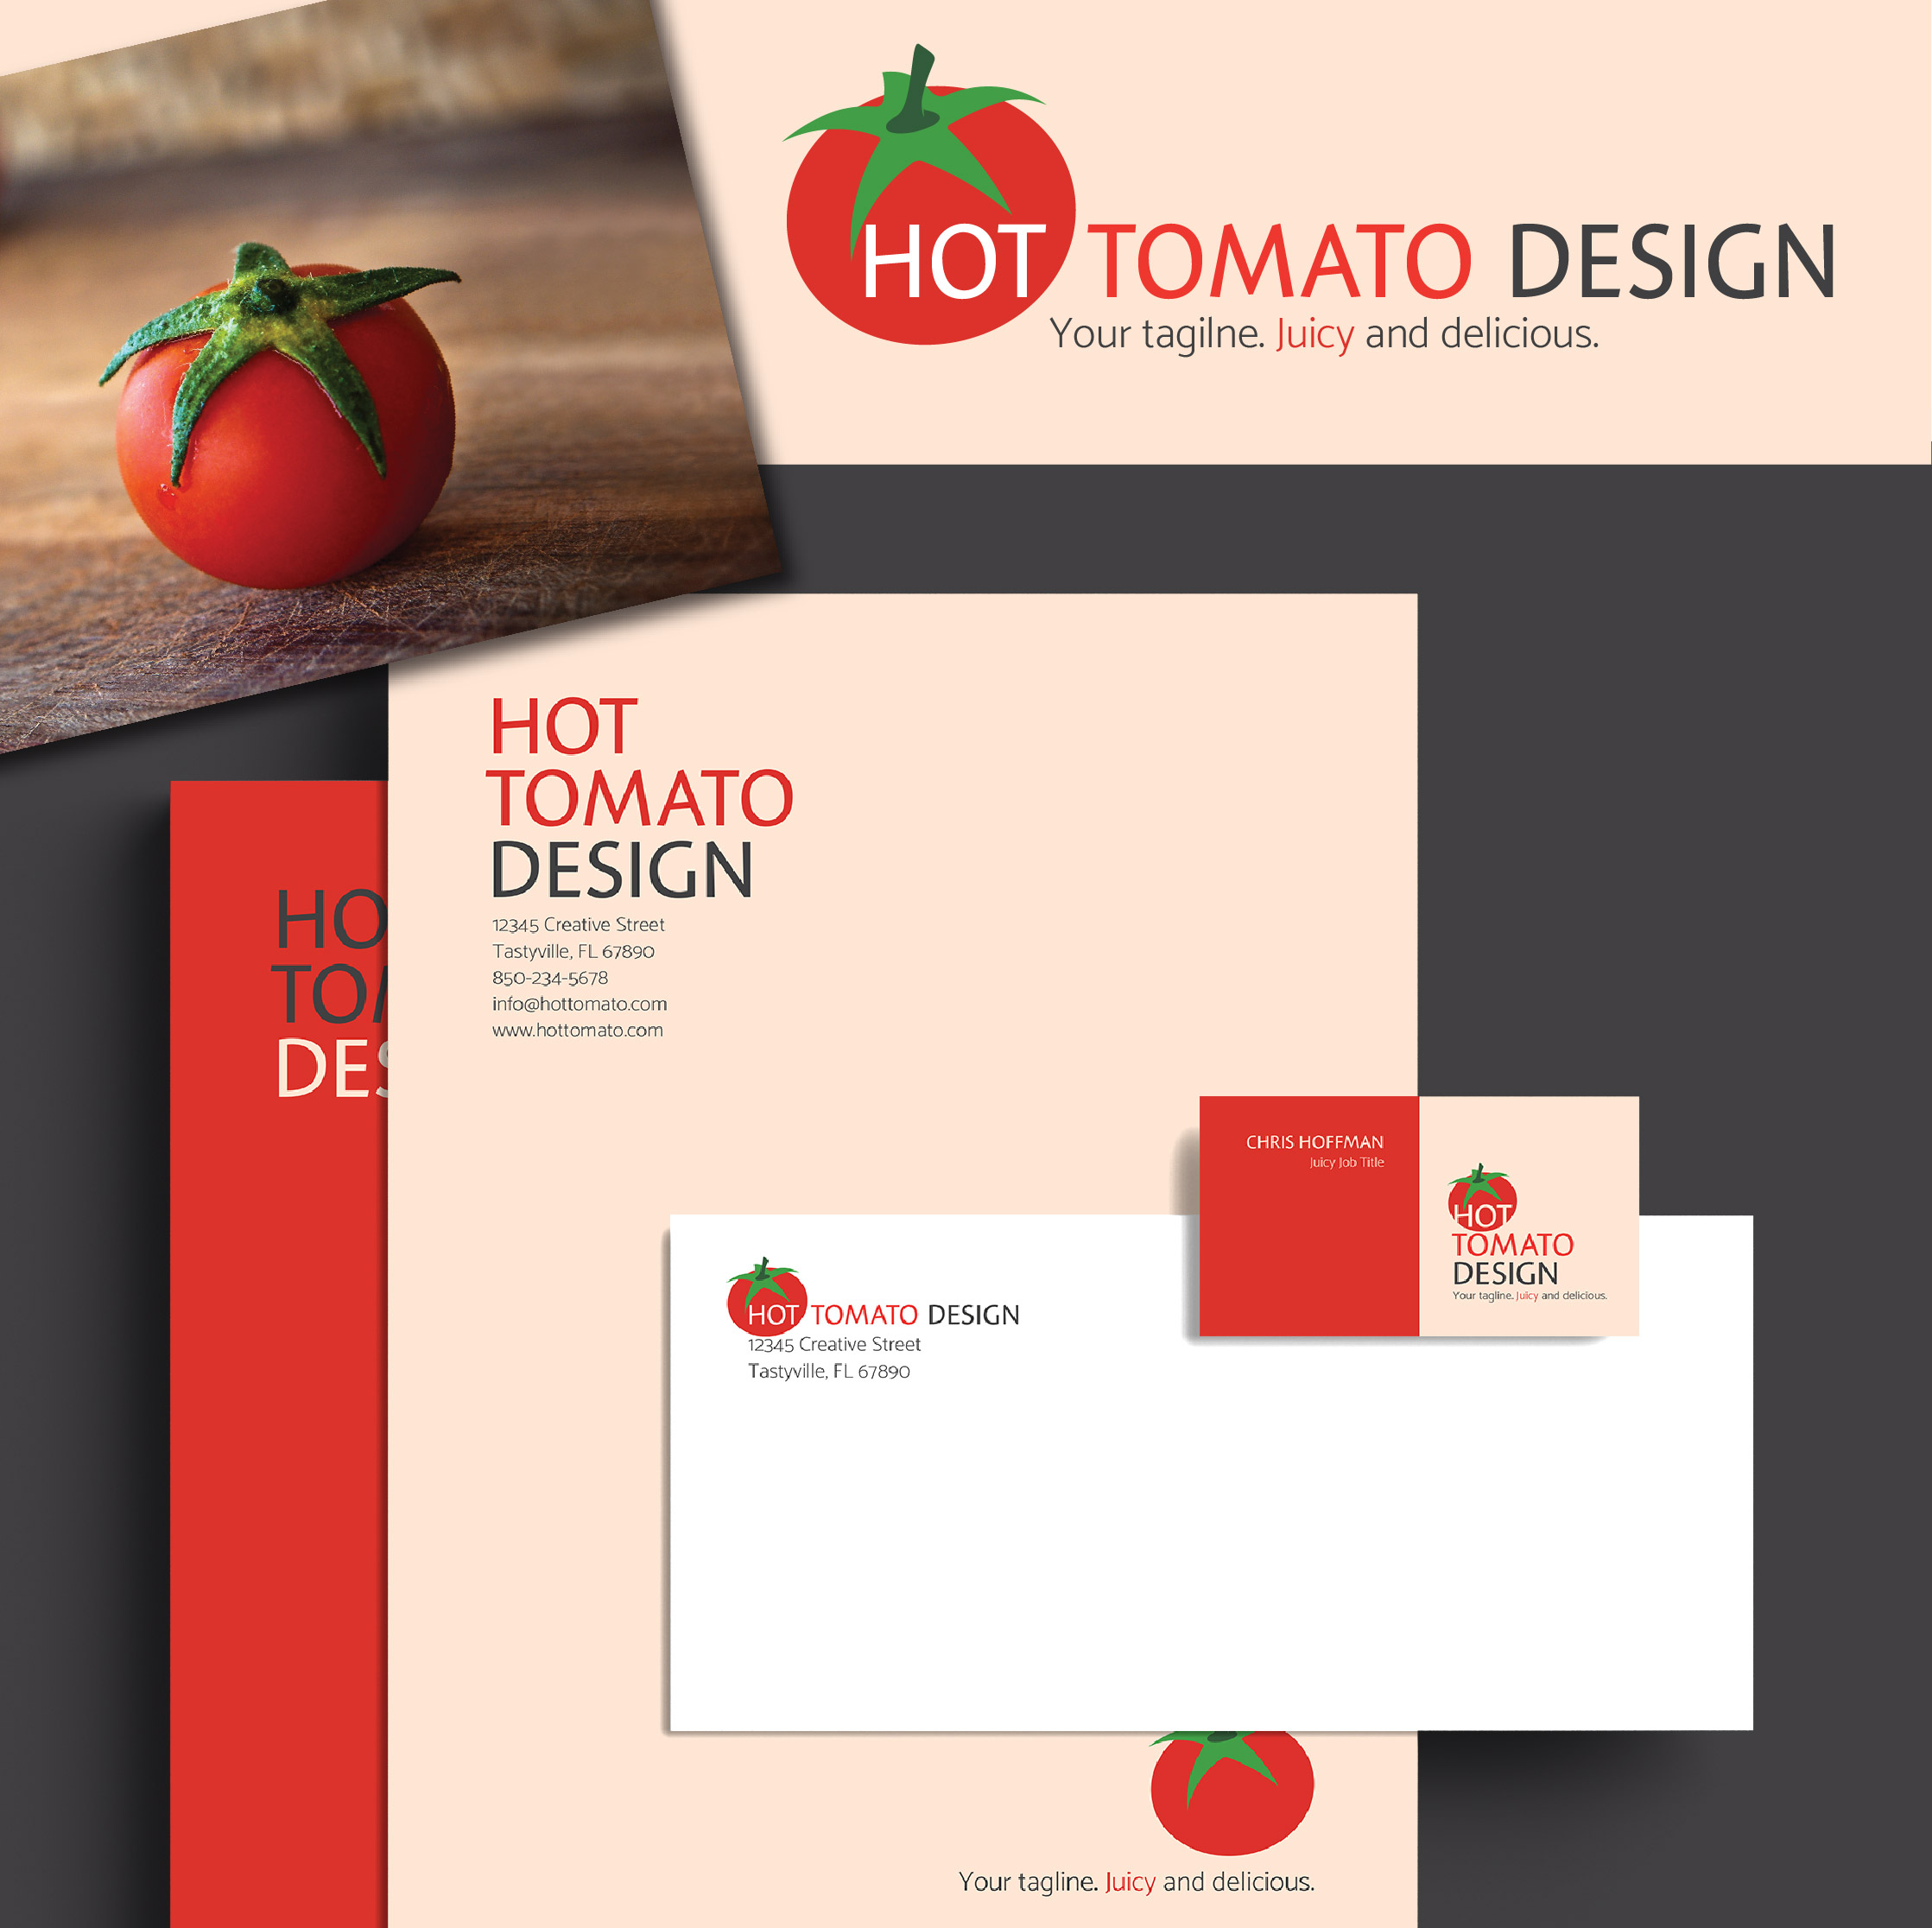 HOT TOMATO DESIGN
Your tagilne. Juicy and delicious.
HOT
TOMATO
DESIGN
12345 Creative Street
Tastyville, FL 67890
850-234-5678
info@hottomato.com
www.hottomato.com
HO
TO
DES
CHRIS HOFFMAN
Juicy Job Title
HOT
TOMATO
DESIGN
Your tagline. Juicy and delicious.
HOT TOMATO DESIGN
12345 Creative Street
Tastyville, FL 67890
Your tagline. Juicy and delicious.